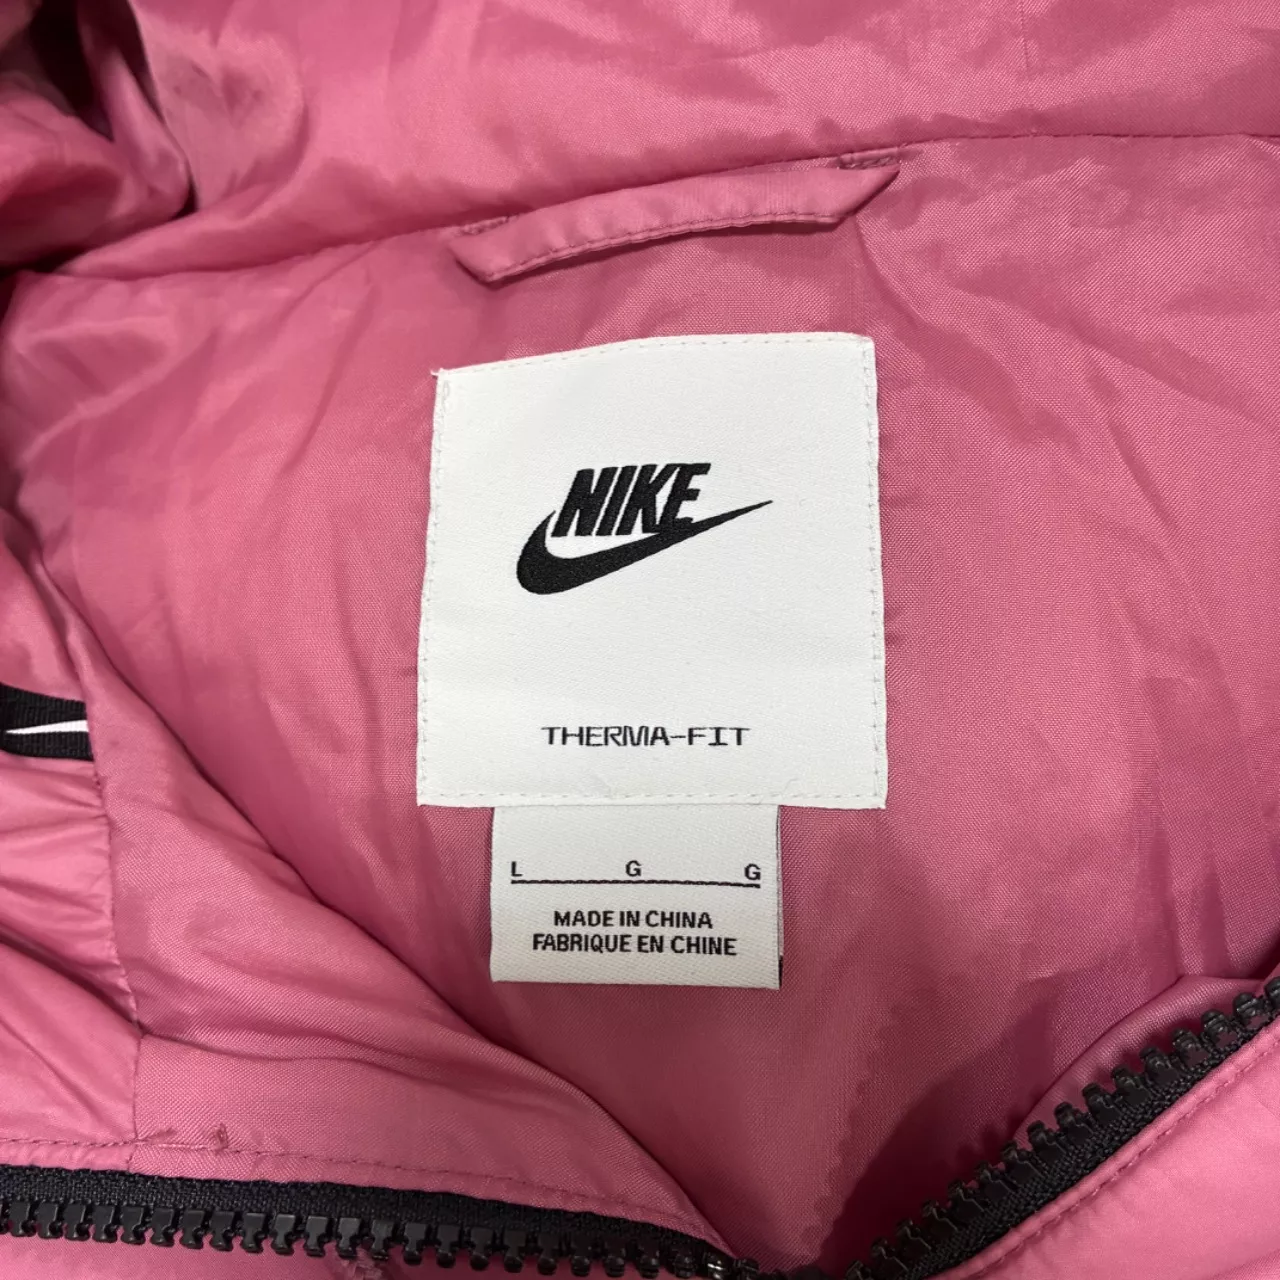 NIKE
THERMA-FIT
L G G
MADE IN CHINA
FABRIQUE EN CHINE